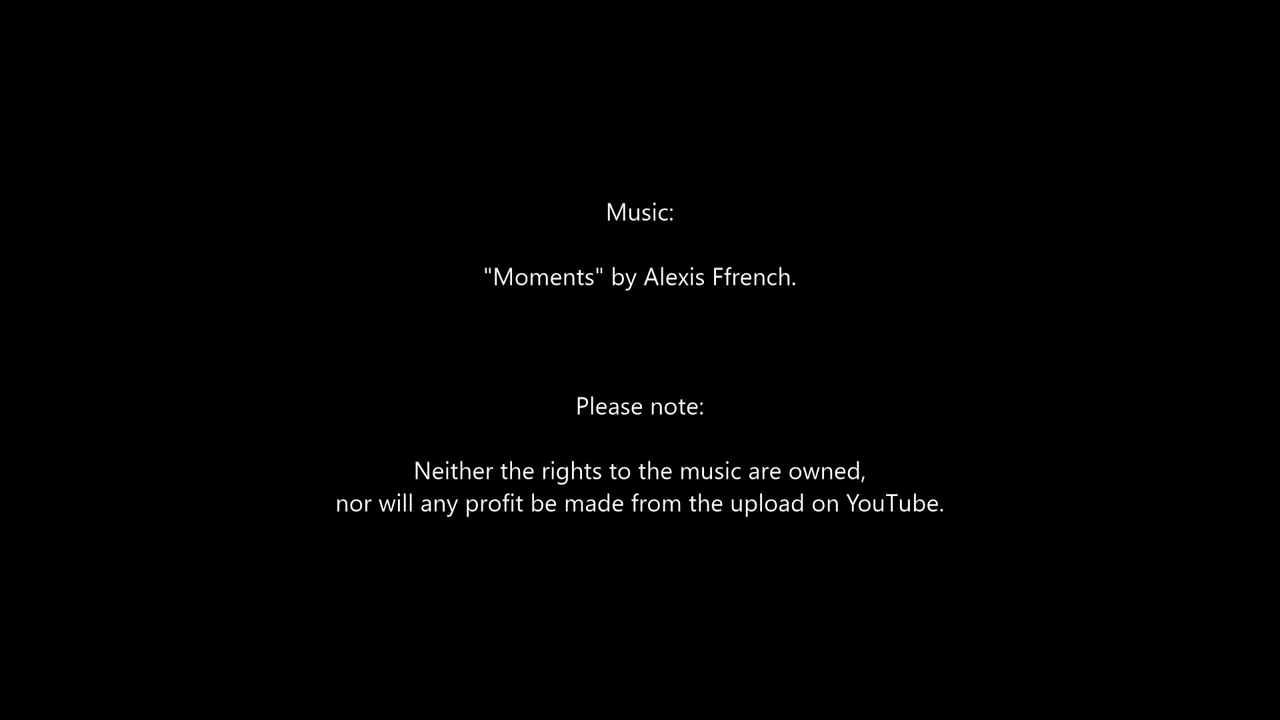 Music:
"Moments" by Alexis Ffrench.
Please note:
Neither the rights to the music are owned,
nor will any profit be made from the upload on YouTube.